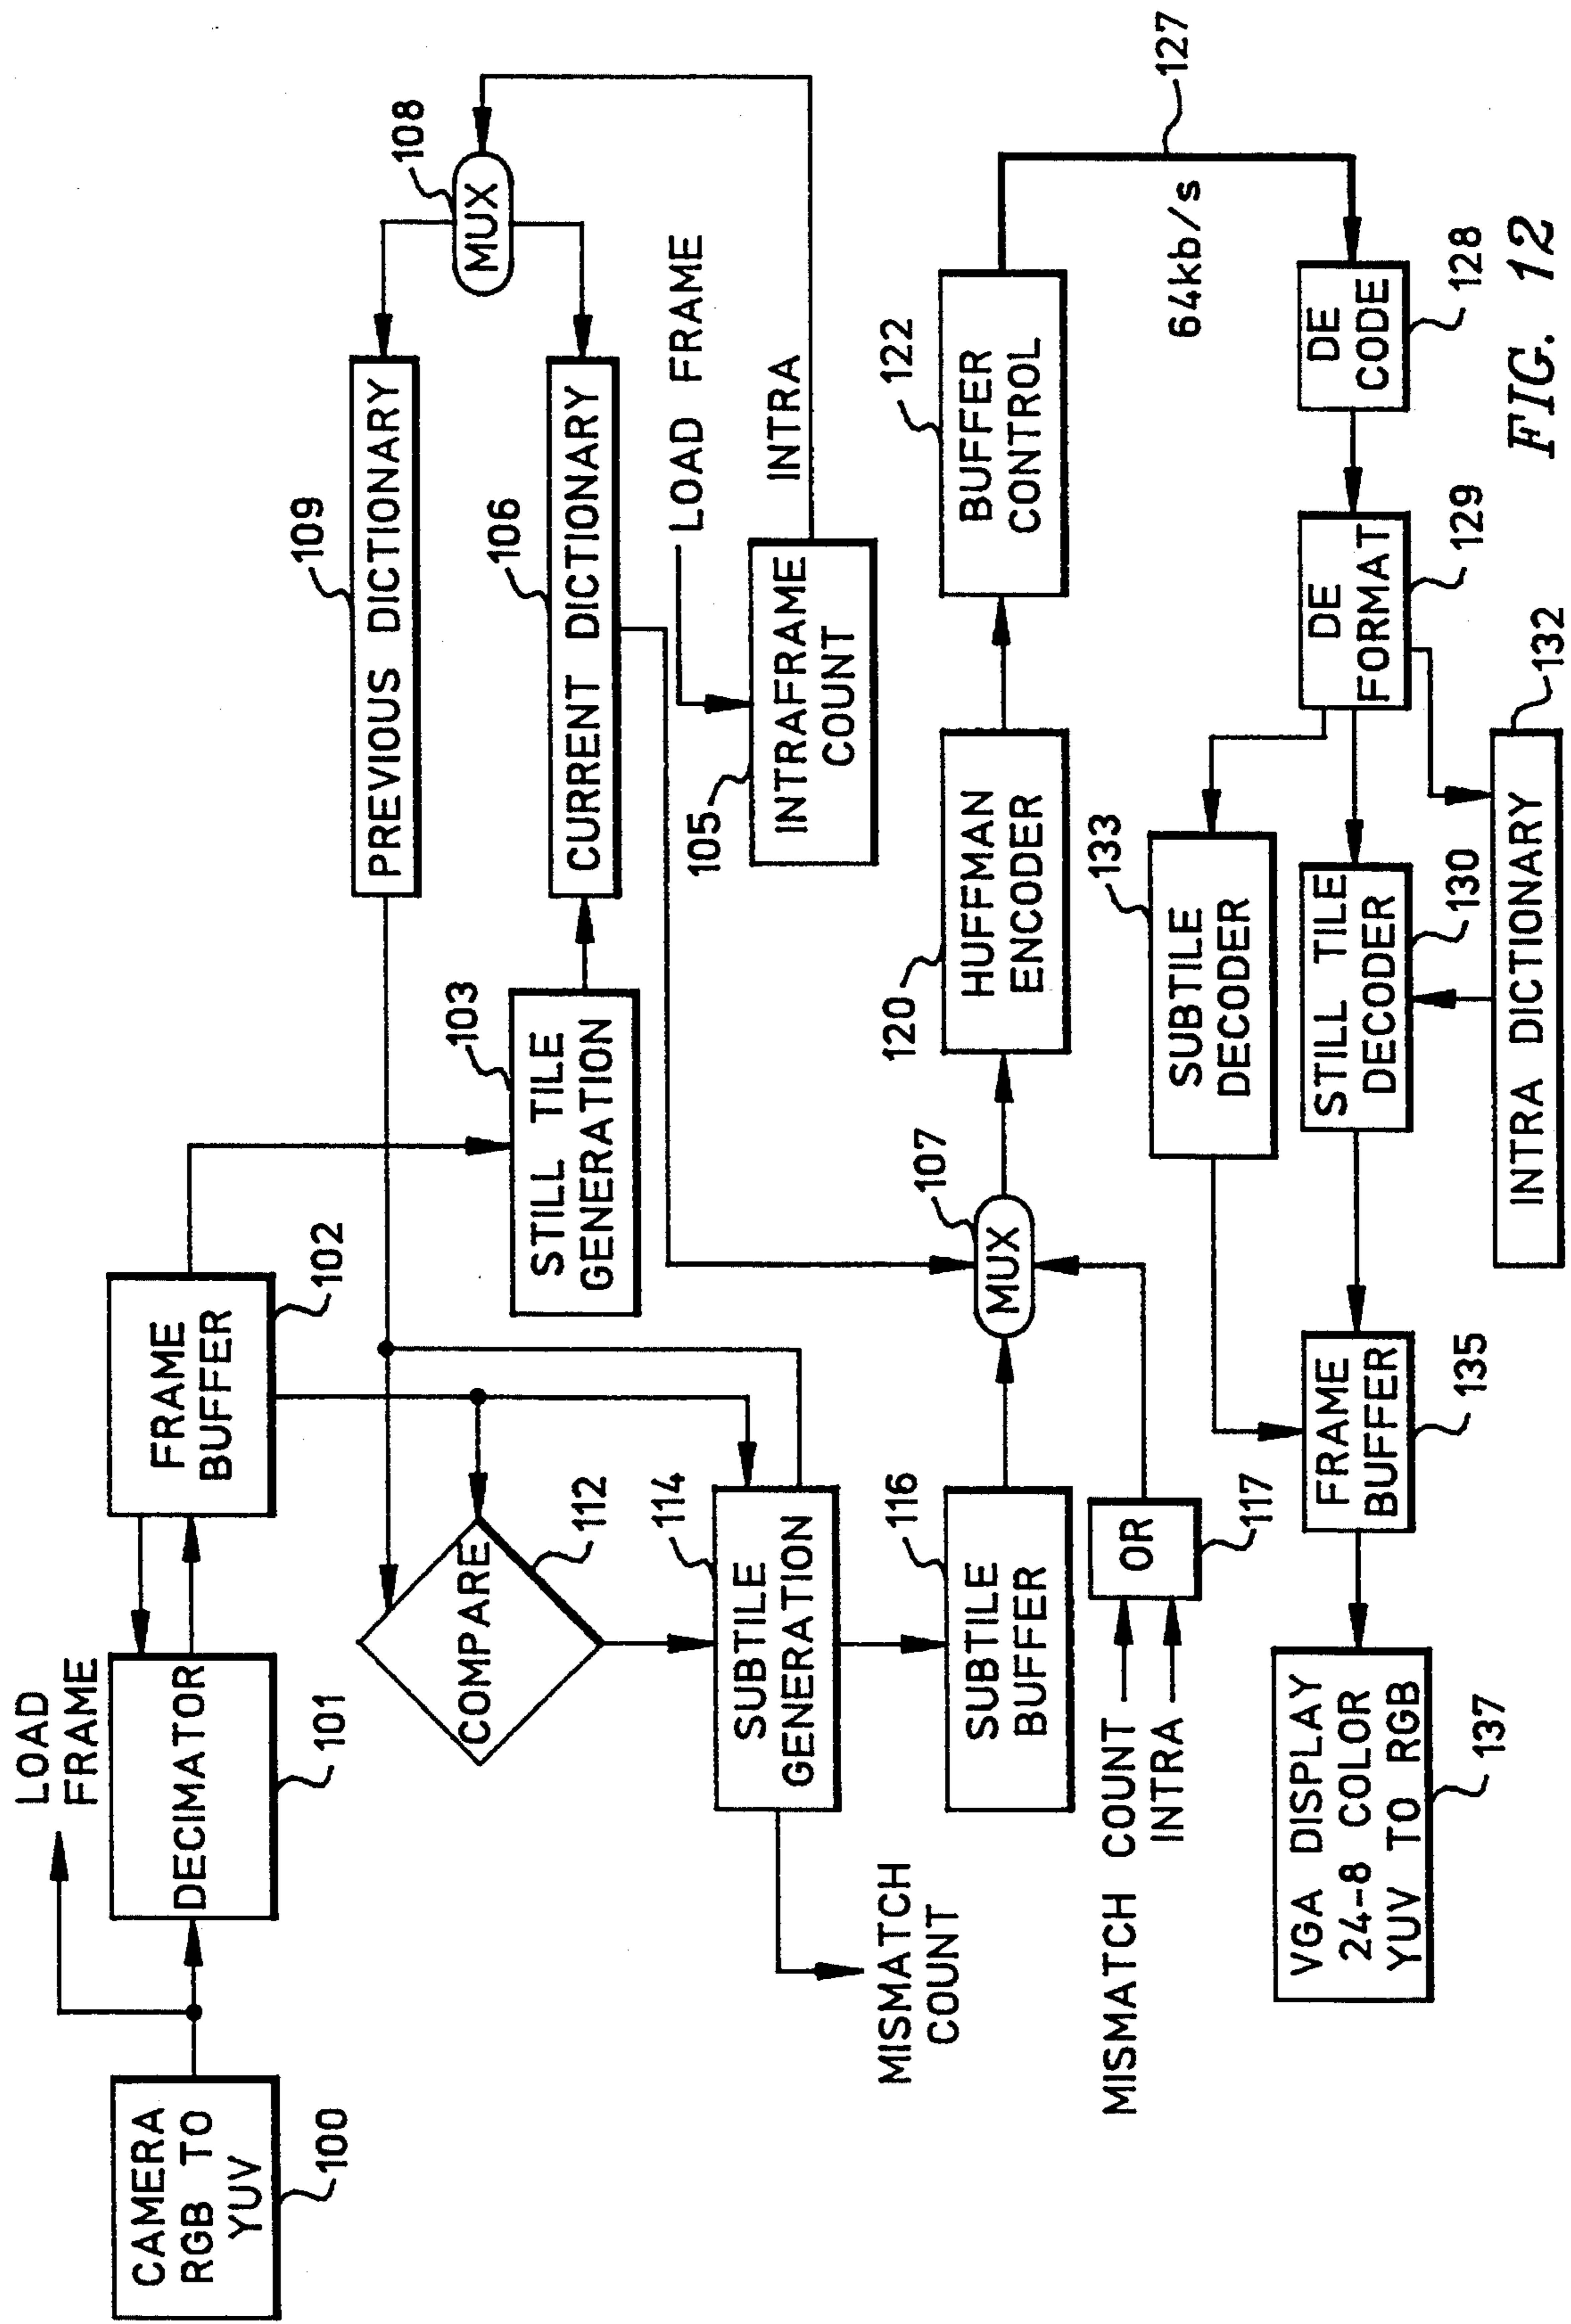 LOAD
FRAME
CAMERA
RGB TO
YUV
100
DECIMATOR
101
FRAME
BUFFER
102
STILL TILE
GENERATION
103
PREVIOUS DICTIONARY
109
CURRENT DICTIONARY
106
MUX
108
LOAD FRAME
INTRAFRAME
COUNT
105
INTRA
COMPARE
112
SUBTILE
GENERATION
114
MISMATCH
COUNT
SUBTILE
BUFFER
116
MUX
107
HUFFMAN
ENCODER
120
BUFFER
CONTROL
122
MISMATCH COUNT
INTRA
OR
117
64kb/s
127
DE
CODE
128
DE
FORMAT
129
SUBTILE
DECODER
133
STILL TILE
DECODER
130
INTRA DICTIONARY
132
FRAME
BUFFER
135
VGA DISPLAY
24-8 COLOR
YUV TO RGB
137
FIG. 12